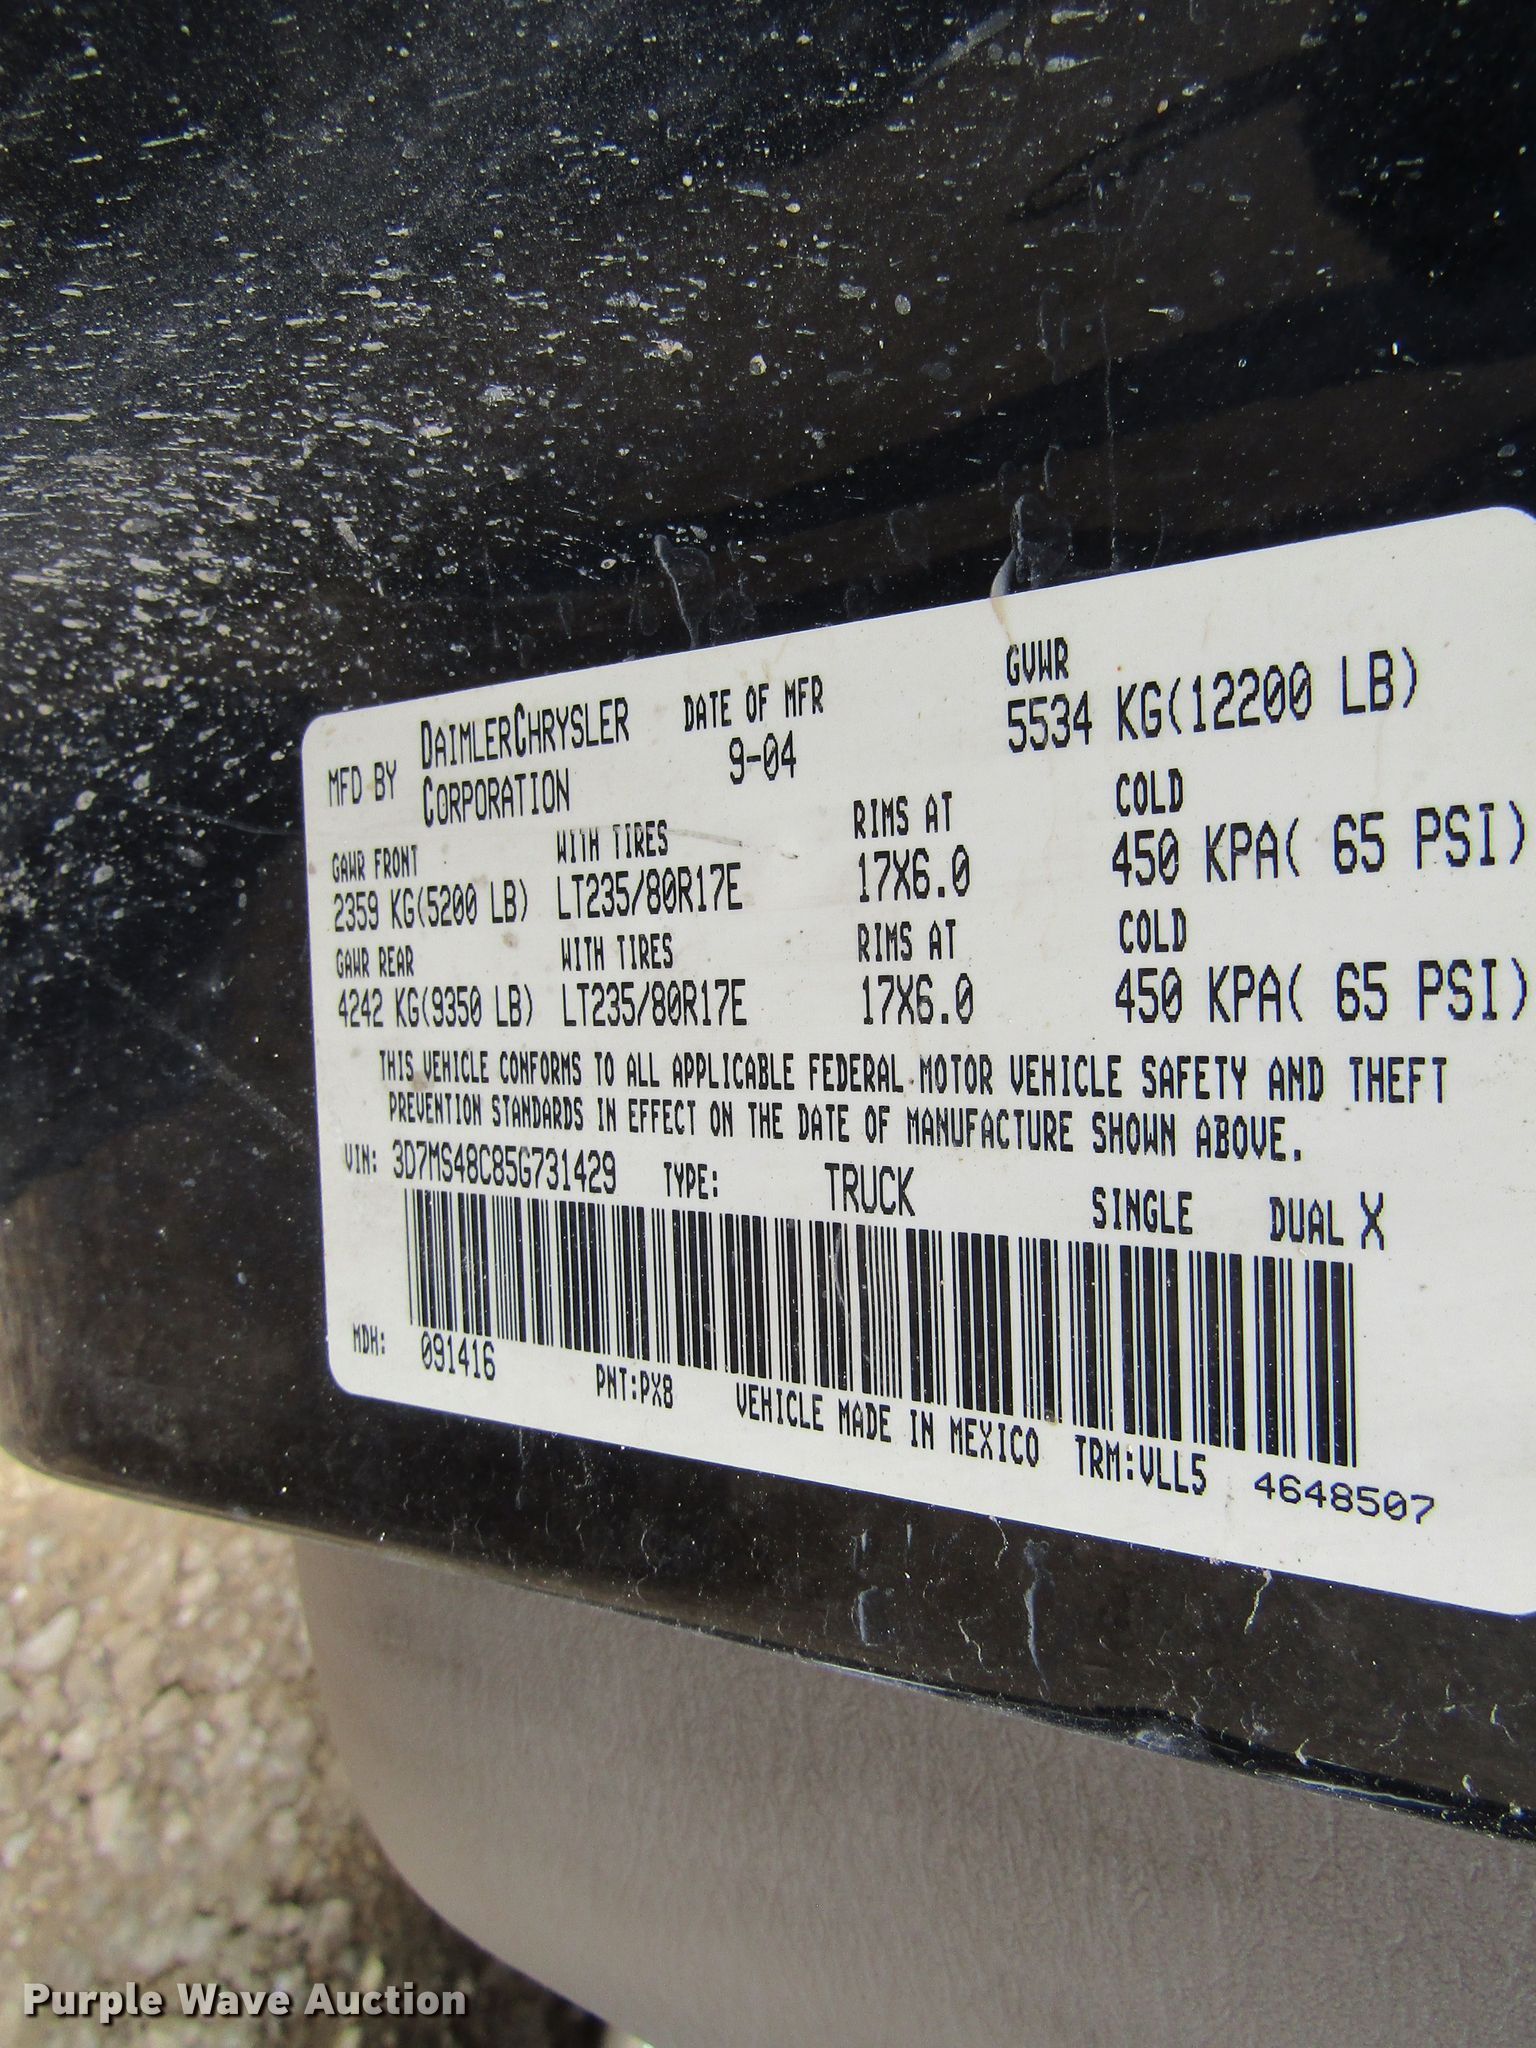 MFD BY DAIMLERCHRYSLER CORPORATION
DATE OF MFR
9-04
GVWR
5534 KG(12200 LB)
GAWR FRONT WITH TIRES RIMS AT COLD
2359 KG(5200 LB) LT235/80R17E 17X6.0 450 KPA( 65 PSI)
GAWR REAR WITH TIRES RIMS AT COLD
4242 KG(9350 LB) LT235/80R17E 17X6.0 450 KPA( 65 PSI)
THIS VEHICLE CONFORMS TO ALL APPLICABLE FEDERAL MOTOR VEHICLE SAFETY AND THEFT
PREVENTION STANDARDS IN EFFECT ON THE DATE OF MANUFACTURE SHOWN ABOVE.
VIN: 3D7MS48C85G731429 TYPE: TRUCK SINGLE DUAL X
MDH: 091416 PNT:PX8 VEHICLE MADE IN MEXICO TRM:VLL5 4648507
Purple Wave Auction